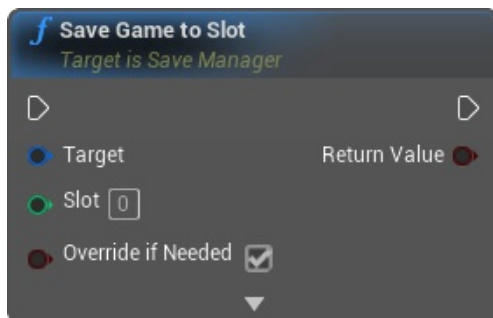 f Save Game to Slot
Target is Save Manager
Target Return Value
Slot 0
Override if Needed